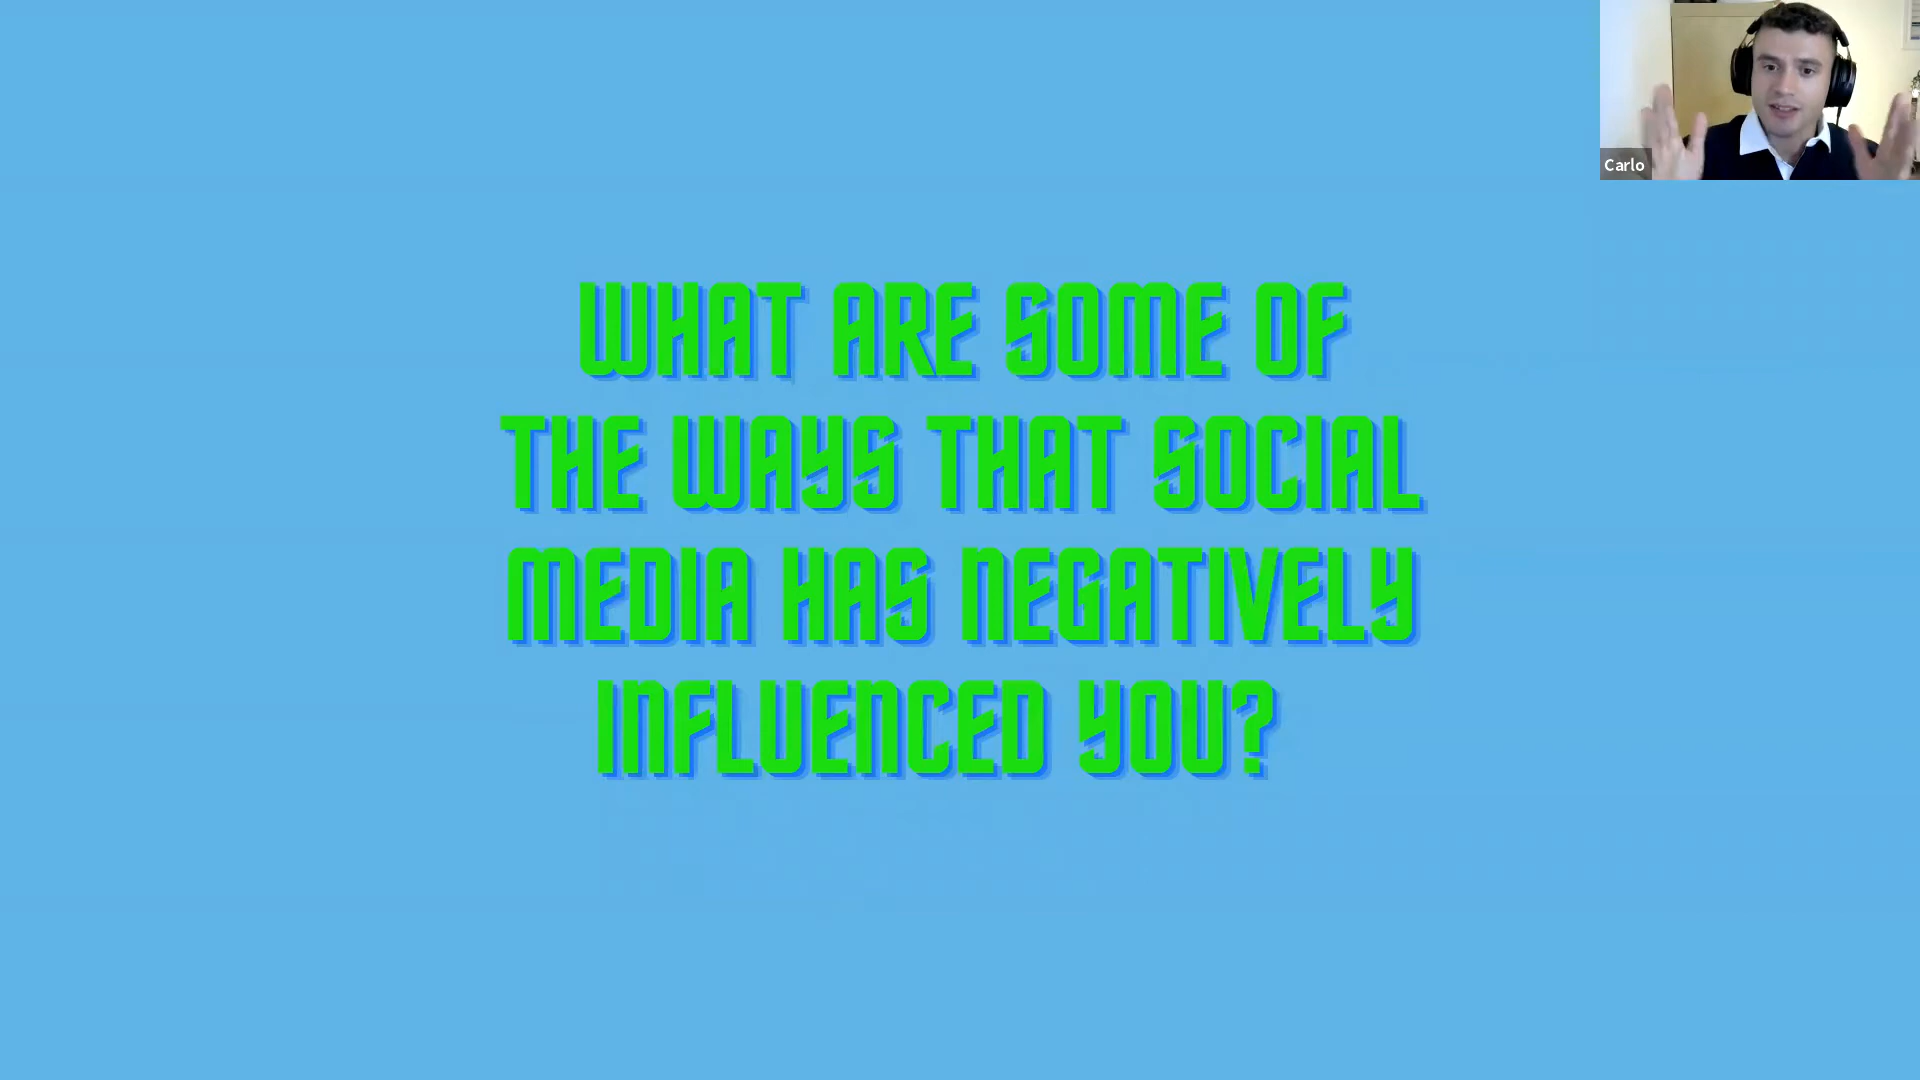 Carlo
WHAT ARE SOME OF
THE WAYS THAT SOCIAL
MEDIA HAS NEGATIVELY
INFLUENCED YOU?